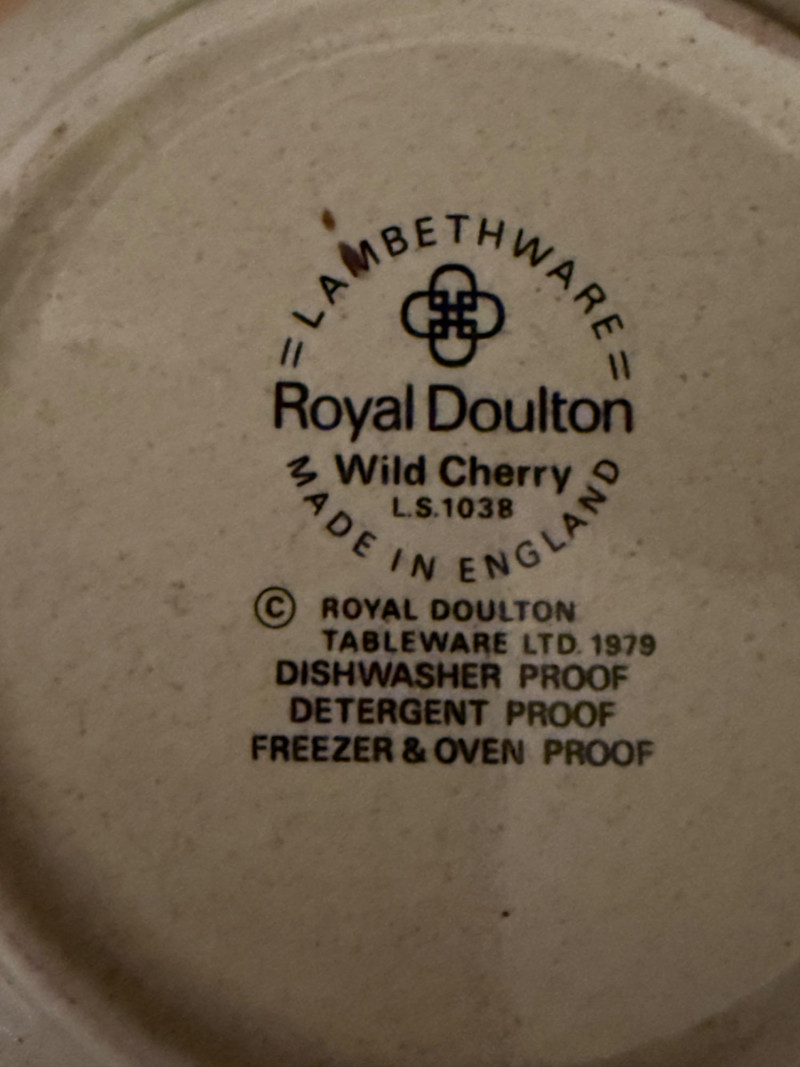 =LAMBETHWARE=
Royal Doulton
Wild Cherry
L.S.1038
MADE IN ENGLAND
© ROYAL DOULTON
TABLEWARE LTD. 1979
DISHWASHER PROOF
DETERGENT PROOF
FREEZER & OVEN PROOF